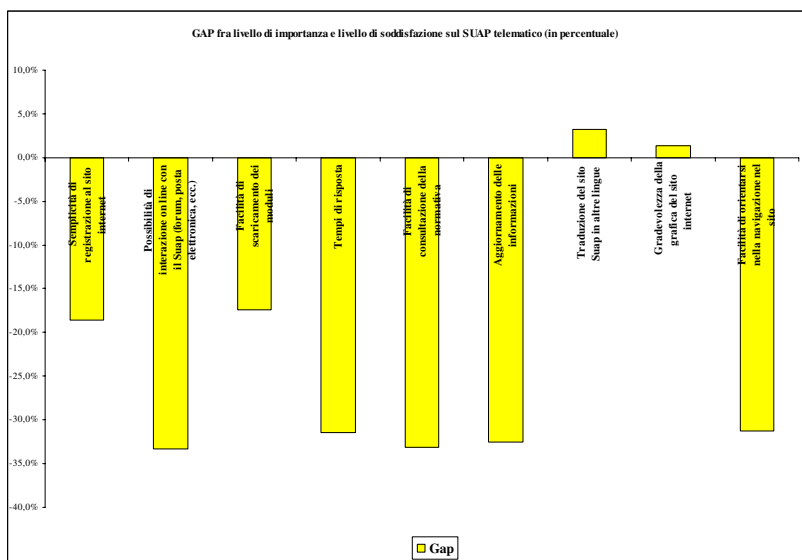 GAP fra livello di importanza e livello di soddisfazione sul SUAP telematico (in percentuale)
10,0%
5,0%
0,0%
-5,0%
-10,0%
-15,0%
-20,0%
-25,0%
-30,0%
-35,0%
-40,0%
Semplicità di
registrazione al sito
internet
Possibilità di
interazione on line con
il Suap (forum, posta
elettronica, ecc.)
Facilità di
scaricamento dei
moduli
Tempi di risposta
Facilità di
consultazione della
normativa
Aggiornamento delle
informazioni
Traduzione del sito
Suap in altre lingue
Gradevolezza della
grafica del sito
internet
Facilità di orientarsi
nella navigazione nel
sito
Gap